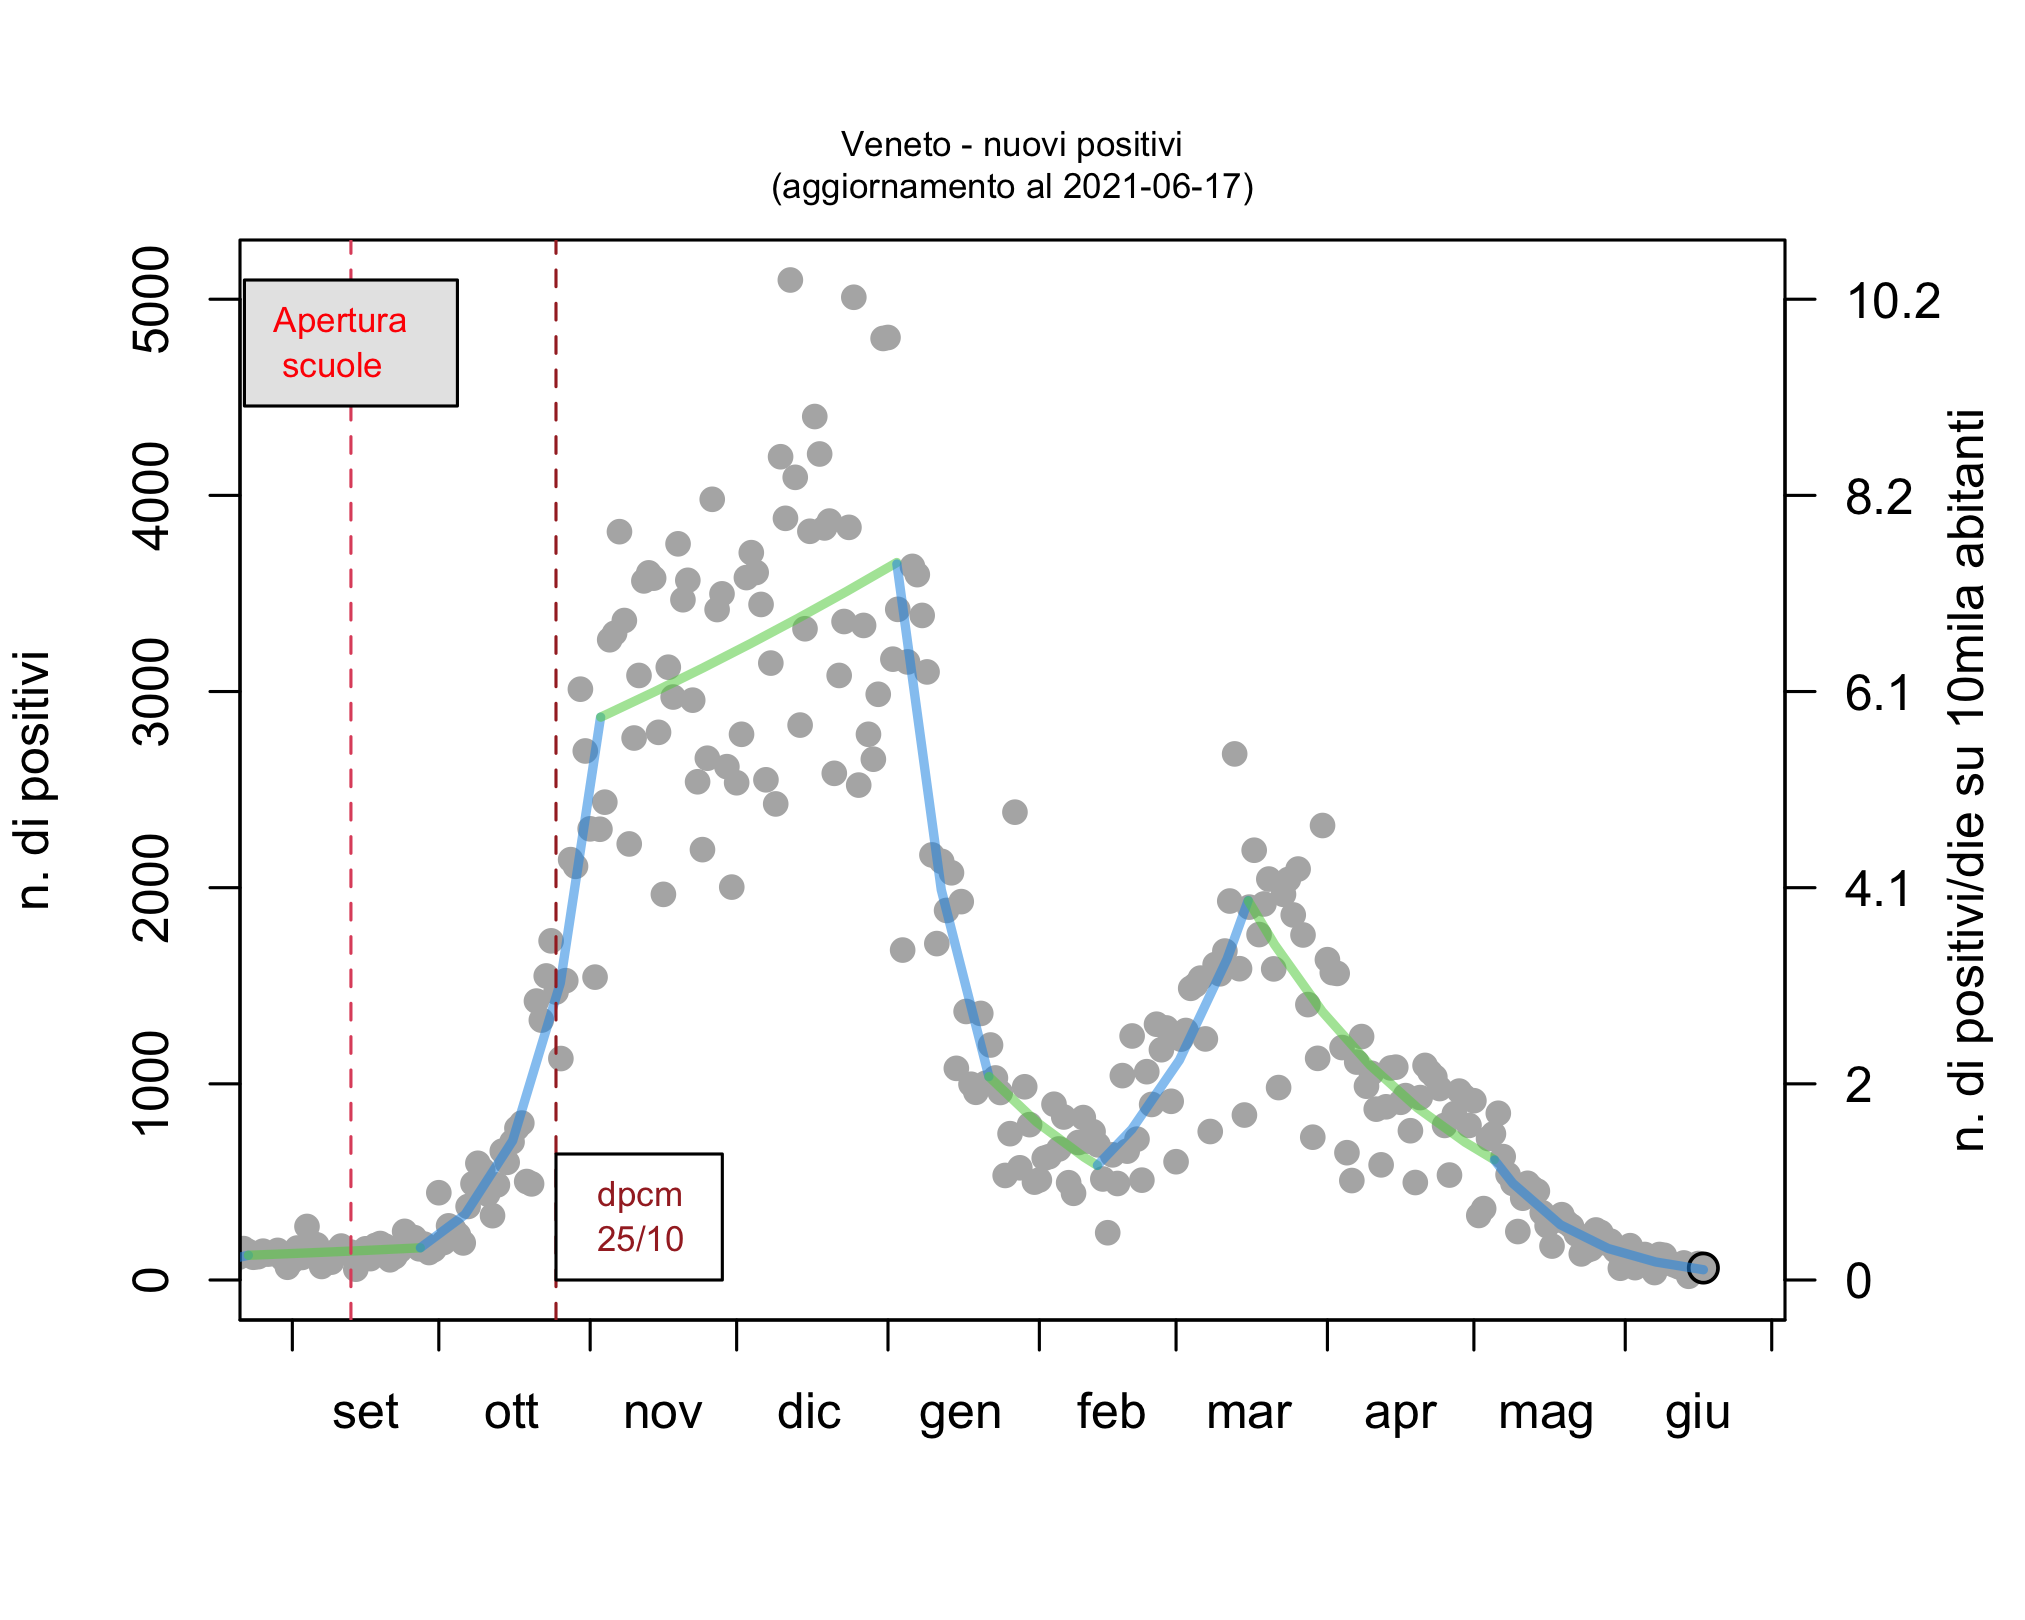 Veneto - nuovi positivi
(aggiornamento al 2021-06-17)
n. di positivi
5000
4000
3000
2000
1000
0
Apertura
scuole
dpcm
25/10
10.2
8.2
6.1
4.1
2
0
n. di positivi/die su 10mila abitanti
set ott nov dic gen feb mar apr mag giu